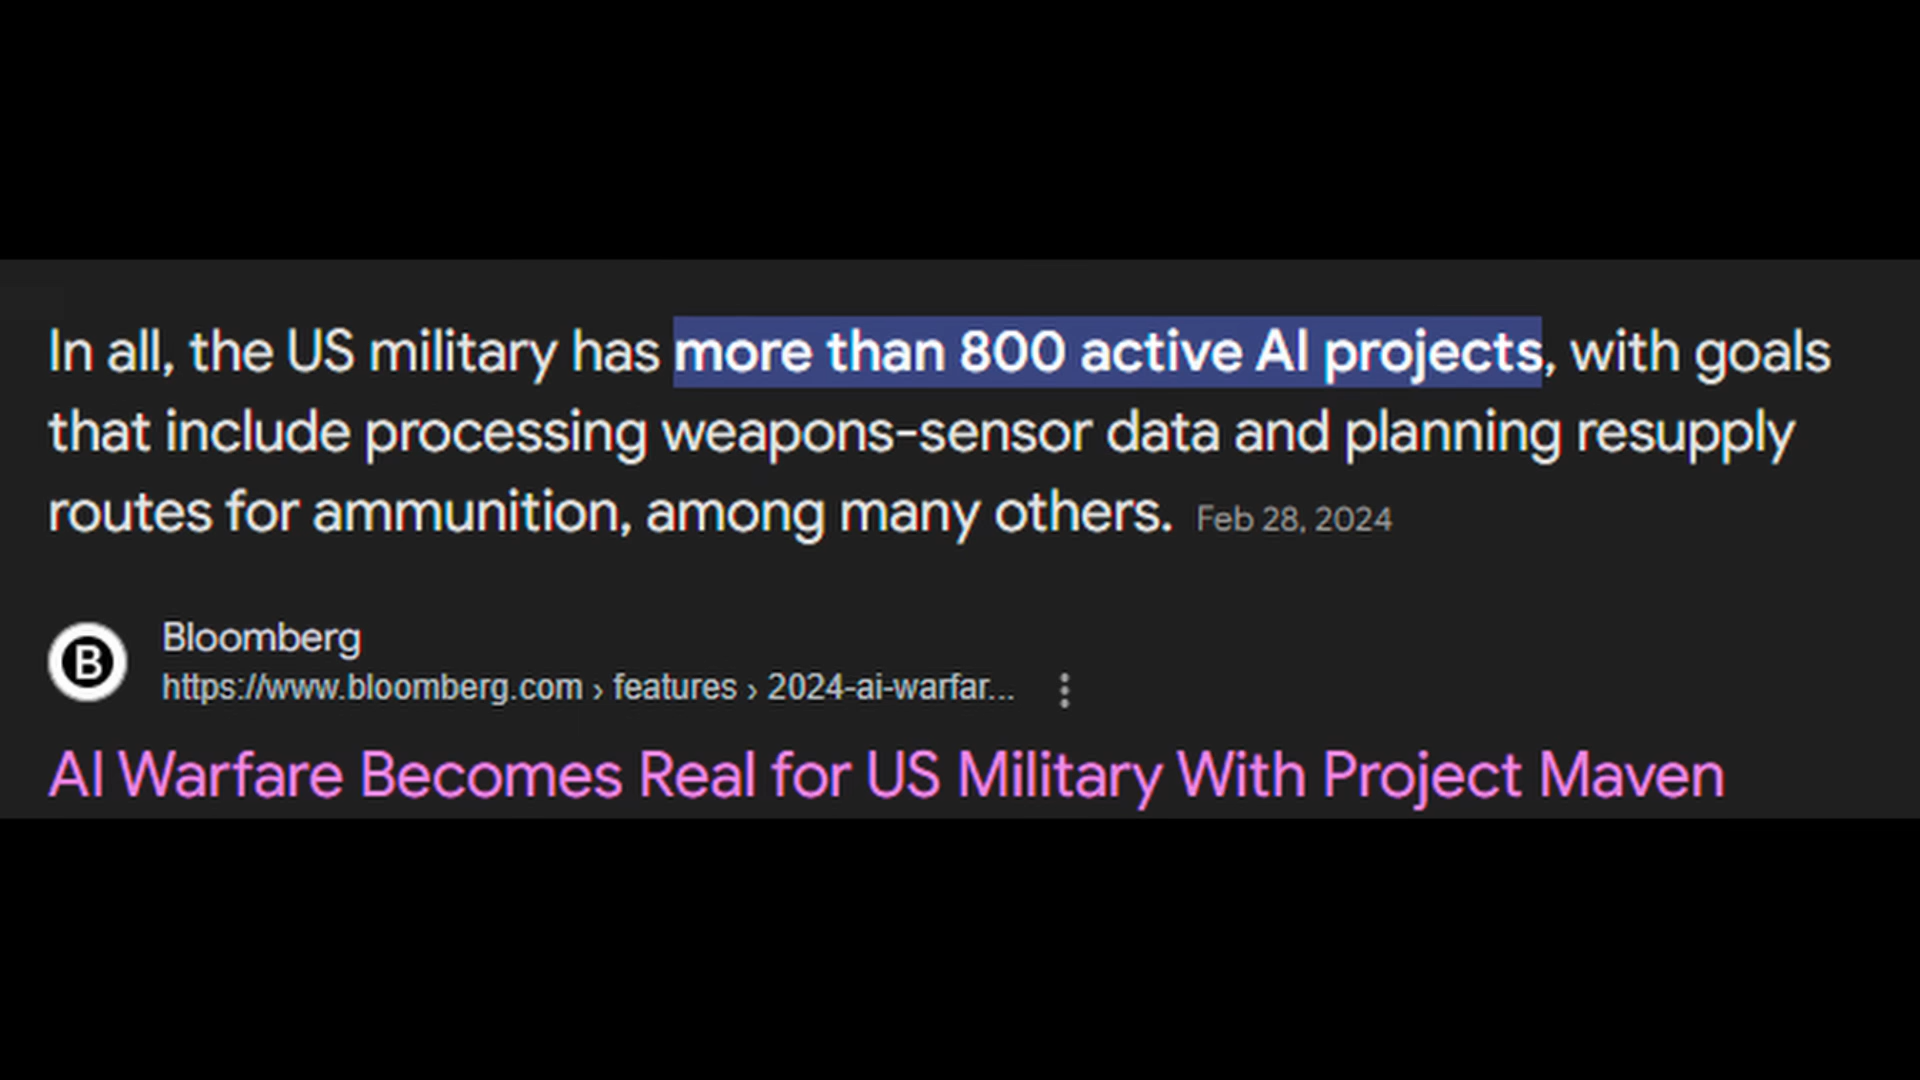 In all, the US military has more than 800 active AI projects, with goals
that include processing weapons-sensor data and planning resupply
routes for ammunition, among many others. Feb 28, 2024
B
Bloomberg
https://www.bloomberg.com › features › 2024-ai-warfar...
AI Warfare Becomes Real for US Military With Project Maven